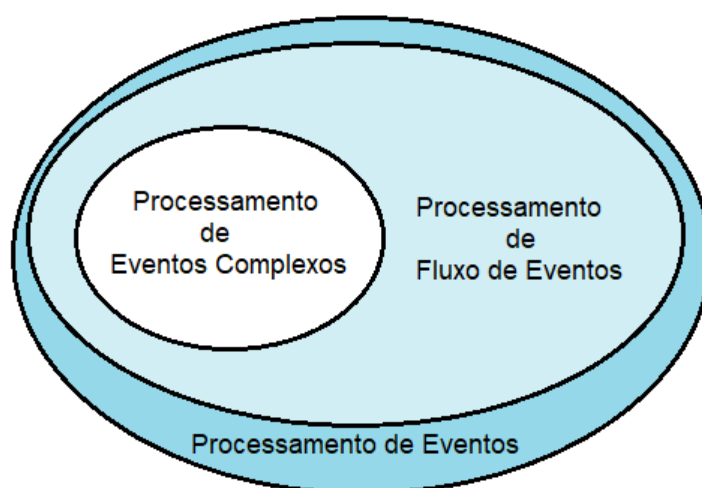 Processamento
de
Eventos Complexos
Processamento
de
Fluxo de Eventos
Processamento de Eventos